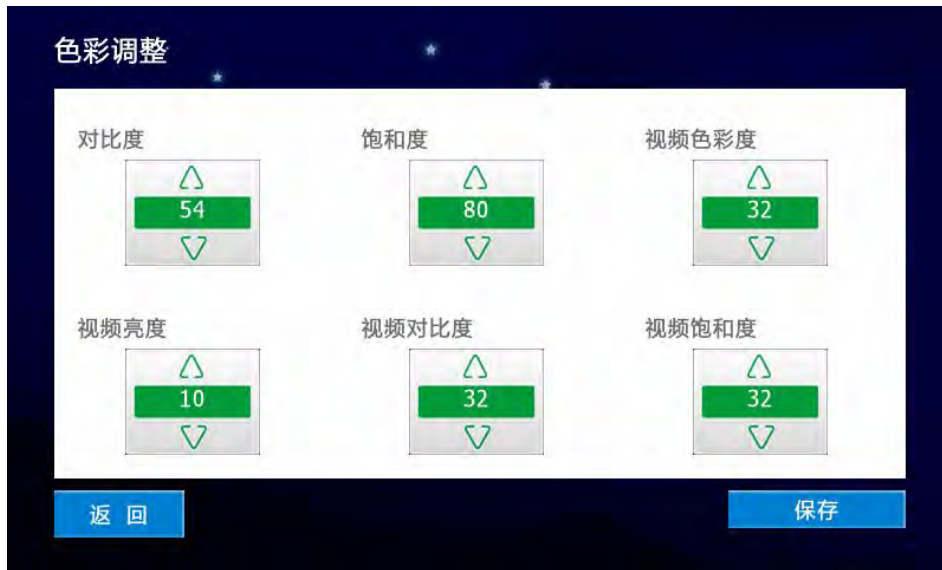 色彩调整
对比度 饱和度 视频色彩度
54 80 32
视频亮度 视频对比度 视频饱和度
10 32 32
返 回 保存